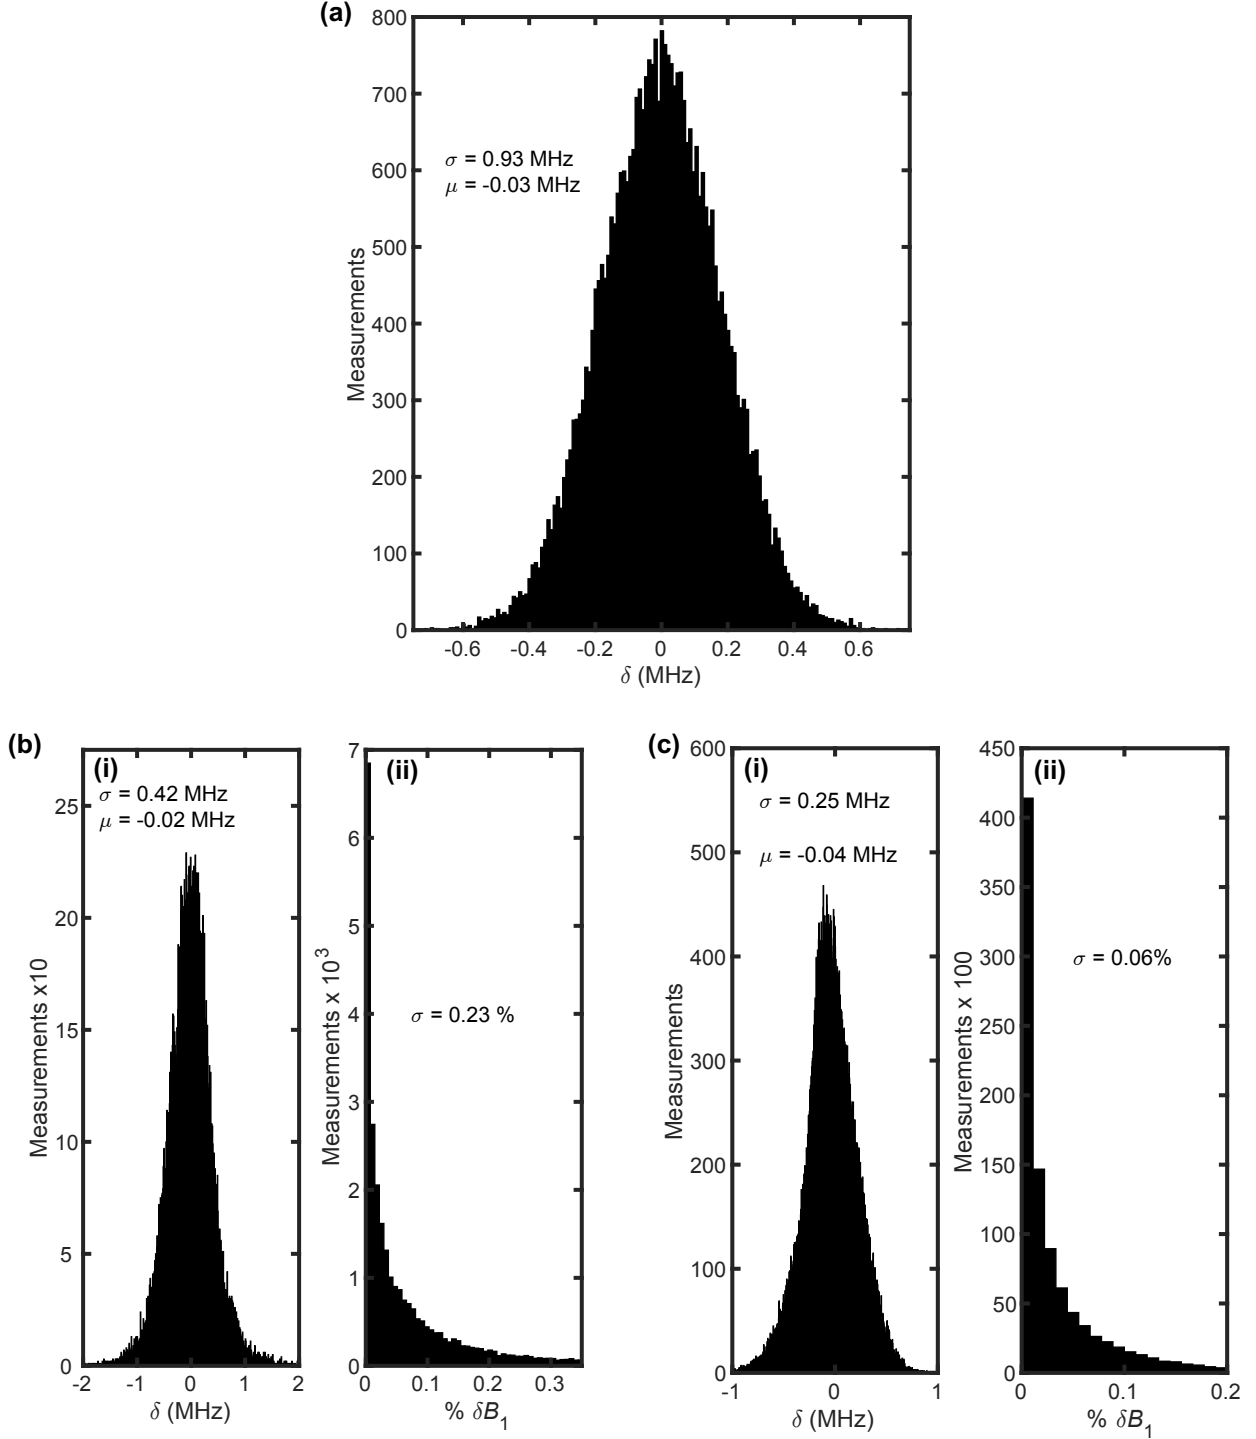 (a)
800
700
600
500
400
300
200
100
0
Measurements
σ = 0.93 MHz
μ = -0.03 MHz
-0.6 -0.4 -0.2 0 0.2 0.4 0.6
δ (MHz)
(b)
(i)
σ = 0.42 MHz
μ = -0.02 MHz
25
20
15
10
5
0
Measurements x10
-2 -1 0 1 2
δ (MHz)
(ii)
7
6
5
4
3
2
1
0
Measurements x 10³
σ = 0.23 %
0 0.1 0.2 0.3
% δB₁
(c)
(i)
600
500
400
300
200
100
0
Measurements
σ = 0.25 MHz
μ = -0.04 MHz
-1 0 1
δ (MHz)
(ii)
450
400
350
300
250
200
150
100
50
0
Measurements x 100
σ = 0.06%
0 0.1 0.2
% δB₁